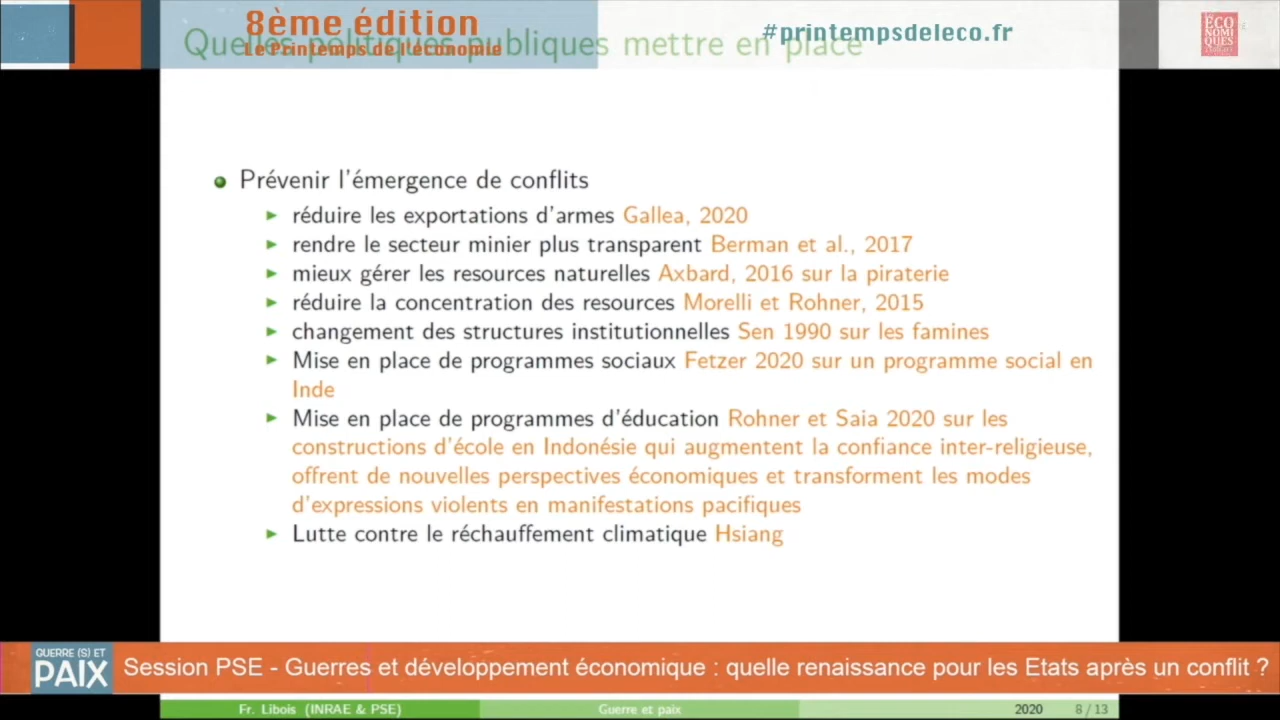 8ème édition
Le Printemps de l'économie
Quelles politiques publiques mettre en place
#printempsdeleco.fr
ÉCO
NOMI
QUES
Prévenir l'émergence de conflits
réduire les exportations d'armes Gallea, 2020
rendre le secteur minier plus transparent Berman et al., 2017
mieux gérer les resources naturelles Axbard, 2016 sur la piraterie
réduire la concentration des resources Morelli et Rohner, 2015
changement des structures institutionnelles Sen 1990 sur les famines
Mise en place de programmes sociaux Fetzer 2020 sur un programme social en
Inde
Mise en place de programmes d'éducation Rohner et Saia 2020 sur les
constructions d'école en Indonésie qui augmentent la confiance inter-religieuse,
offrent de nouvelles perspectives économiques et transforment les modes
d'expressions violents en manifestations pacifiques
Lutte contre le réchauffement climatique Hsiang
GUERRE (S) ET
PAIX
Session PSE - Guerres et développement économique : quelle renaissance pour les Etats après un conflit ?
Fr. Libois (INRAE & PSE)
Guerre et paix
2020
8 / 13